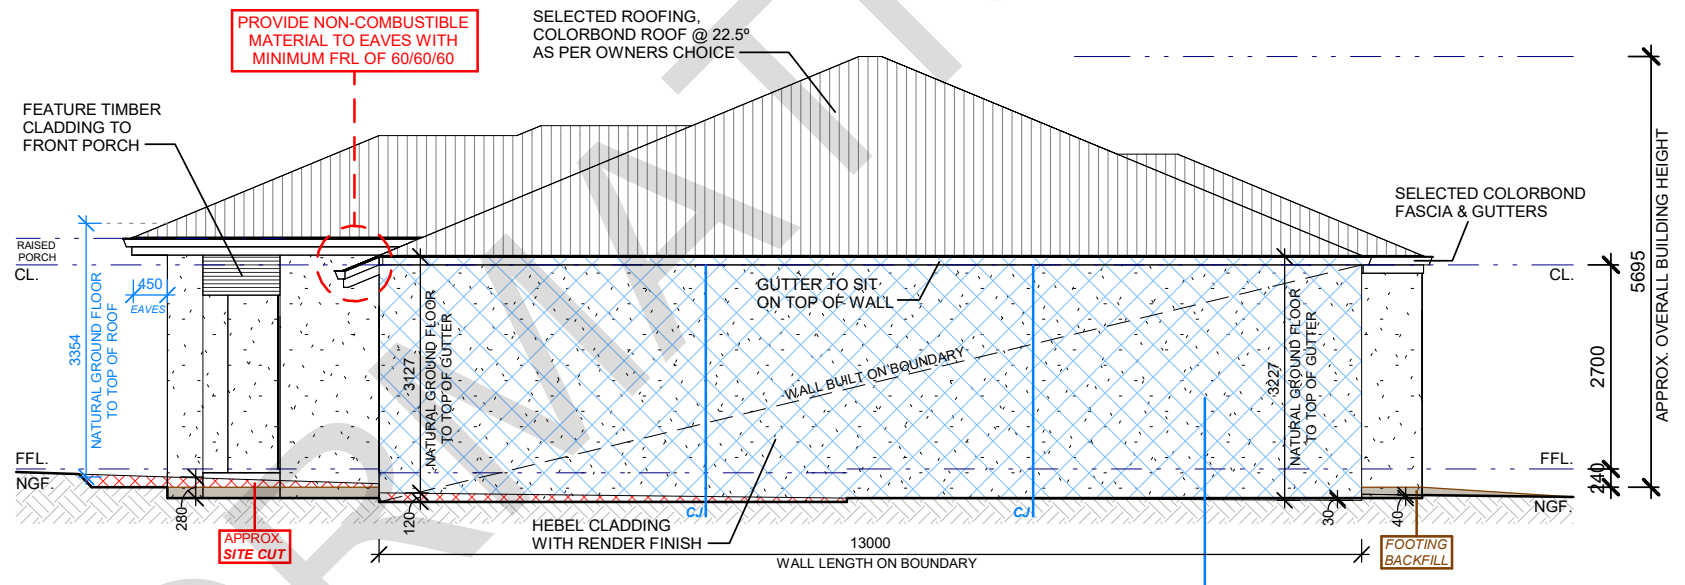 PROVIDE NON-COMBUSTIBLE
MATERIAL TO EAVES WITH
MINIMUM FRL OF 60/60/60
SELECTED ROOFING,
COLORBOND ROOF @ 22.5º
AS PER OWNERS CHOICE
FEATURE TIMBER
CLADDING TO
FRONT PORCH
SELECTED COLORBOND
FASCIA & GUTTERS
RAISED
PORCH
CL.
CL.
450
EAVES
3354
NATURAL GROUND FLOOR
TO TOP OF ROOF
3127
NATURAL GROUND FLOOR
TO TOP OF GUTTER
GUTTER TO SIT
ON TOP OF WALL
WALL BUILT ON BOUNDARY
3227
NATURAL GROUND FLOOR
TO TOP OF GUTTER
2700
5695
APPROX. OVERALL BUILDING HEIGHT
FFL.
NGF.
FFL.
240
NGF.
280
APPROX.
SITE CUT
120
HEBEL CLADDING
WITH RENDER FINISH
CJ
CJ
30
40
FOOTING
BACKFILL
13000
WALL LENGTH ON BOUNDARY